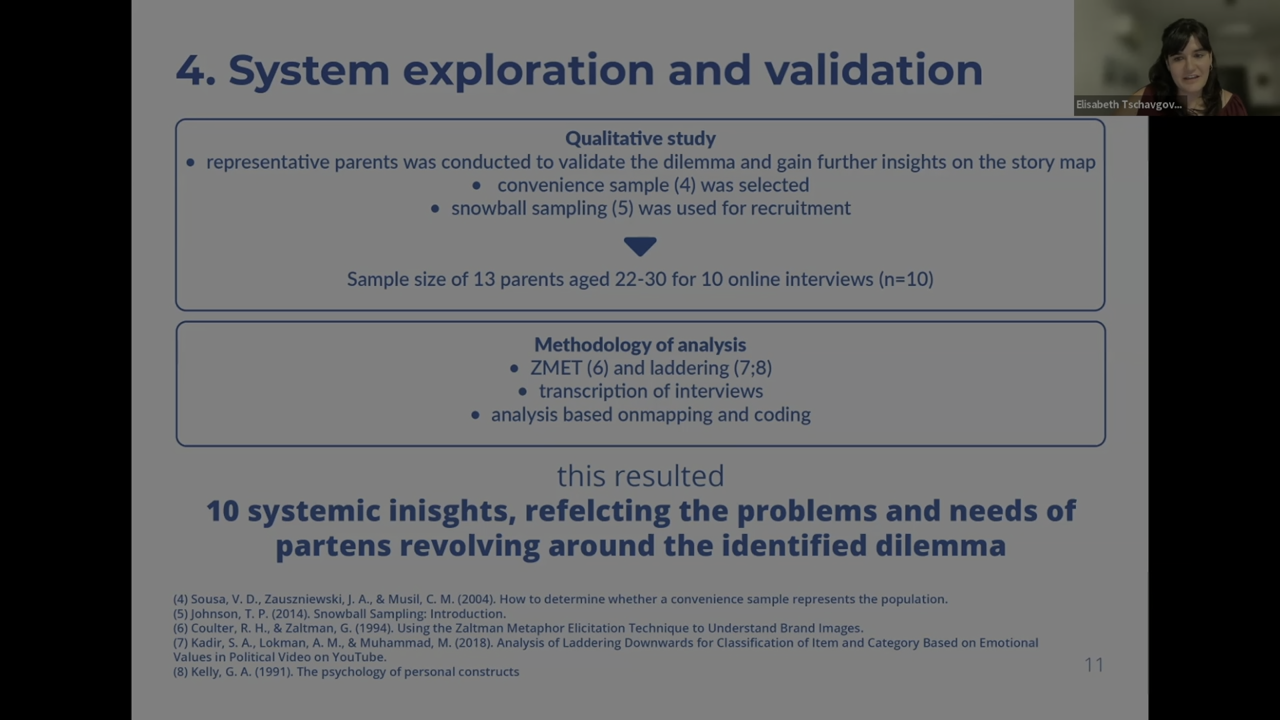 4. System exploration and validation
Elisabeth Tschavgov...
Qualitative study
• representative parents was conducted to validate the dilemma and gain further insights on the story map
• convenience sample (4) was selected
• snowball sampling (5) was used for recruitment
Sample size of 13 parents aged 22-30 for 10 online interviews (n=10)
Methodology of analysis
• ZMET (6) and laddering (7;8)
• transcription of interviews
• analysis based onmapping and coding
this resulted
10 systemic inisghts, refelcting the problems and needs of
partens revolving around the identified dilemma
(4) Sousa, V. D., Zauszniewski, J. A., & Musil, C. M. (2004). How to determine whether a convenience sample represents the population.
(5) Johnson, T. P. (2014). Snowball Sampling: Introduction.
(6) Coulter, R. H., & Zaltman, G. (1994). Using the Zaltman Metaphor Elicitation Technique to Understand Brand Images.
(7) Kadir, S. A., Lokman, A. M., & Muhammad, M. (2018). Analysis of Laddering Downwards for Classification of Item and Category Based on Emotional
Values in Political Video on YouTube.
(8) Kelly, G. A. (1991). The psychology of personal constructs
11